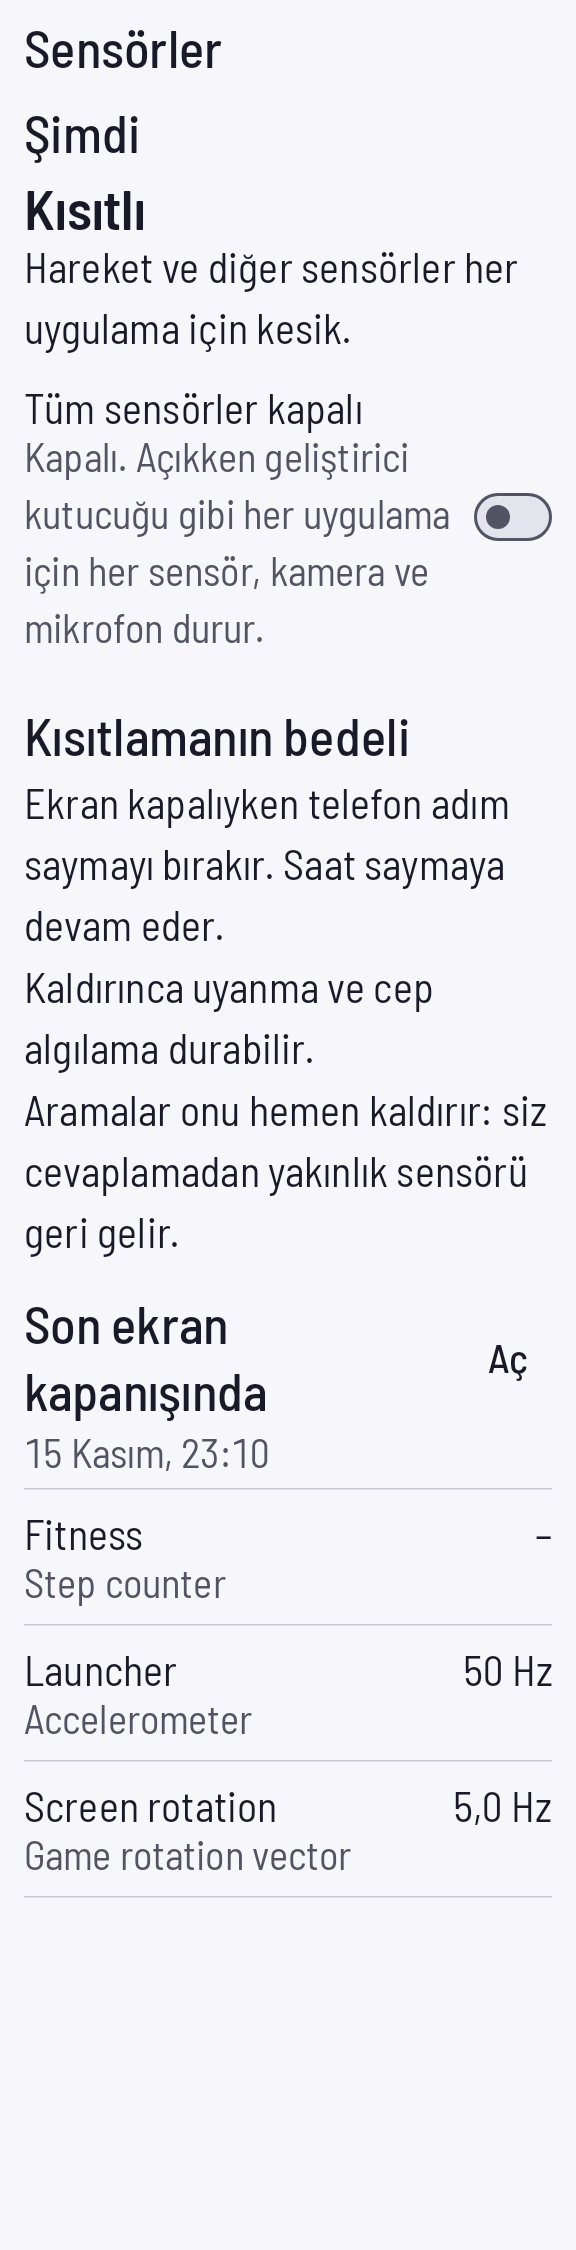 Sensörler
Şimdi
Kısıtlı
Hareket ve diğer sensörler her
uygulama için kesik.
Tüm sensörler kapalı
Kapalı. Açıkken geliştirici
kutucuğu gibi her uygulama
için her sensör, kamera ve
mikrofon durur.
Kısıtlamanın bedeli
Ekran kapalıyken telefon adım
saymayı bırakır. Saat saymaya
devam eder.
Kaldırınca uyanma ve cep
algılama durabilir.
Aramalar onu hemen kaldırır: siz
cevaplamadan yakınlık sensörü
geri gelir.
Son ekran
kapanışında
Aç
15 Kasım, 23:10
Fitness –
Step counter
Launcher 50 Hz
Accelerometer
Screen rotation 5,0 Hz
Game rotation vector